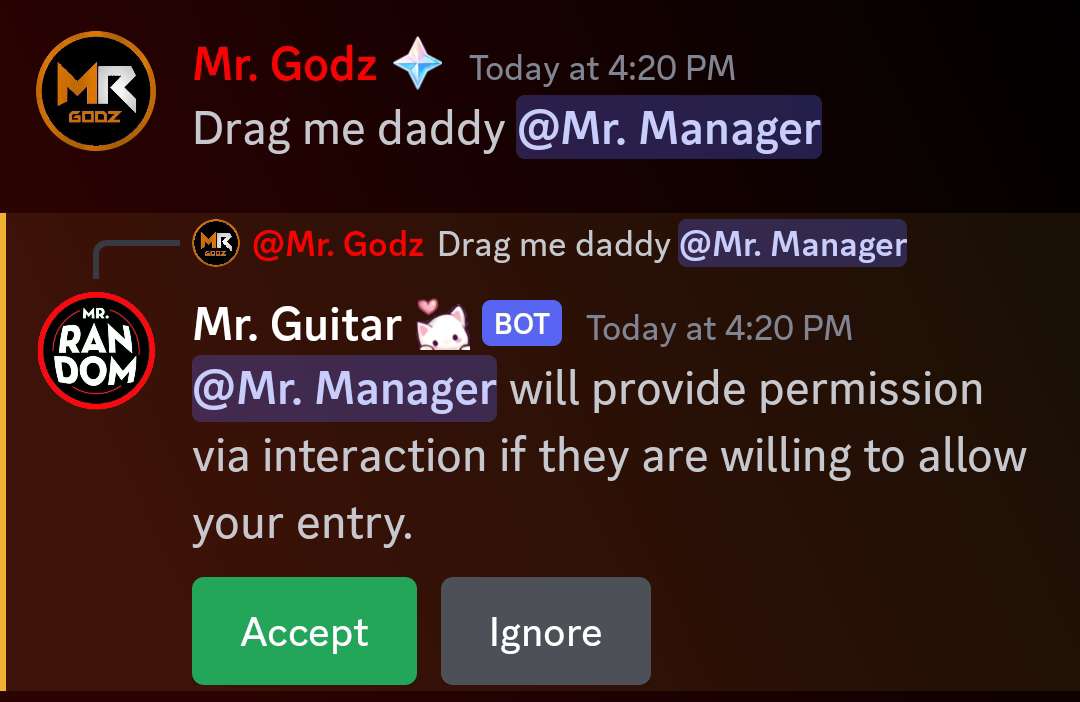 MR
GODZ
Mr. Godz Today at 4:20 PM
Drag me daddy @Mr. Manager
MR
GODZ
@Mr. Godz Drag me daddy @Mr. Manager
MR.
RAN
DOM
Mr. Guitar BOT Today at 4:20 PM
@Mr. Manager will provide permission
via interaction if they are willing to allow
your entry.
Accept Ignore